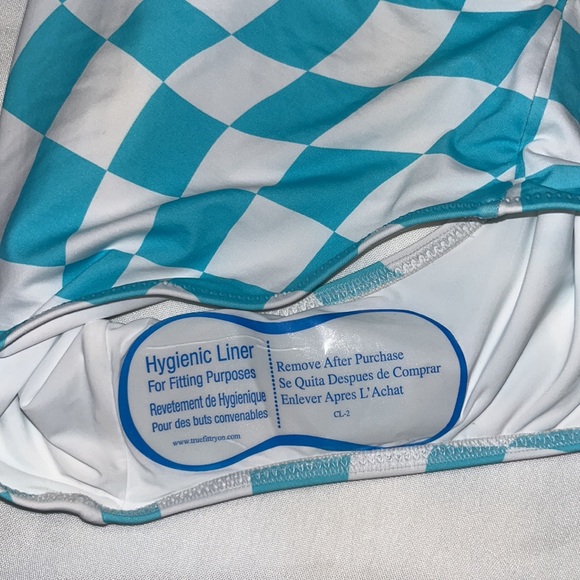 Hygienic Liner
For Fitting Purposes
Revetement de Hygienique
Pour des buts convenables
www.truefittryon.com
Remove After Purchase
Se Quita Despues de Comprar
Enlever Apres L'Achat
CL-2